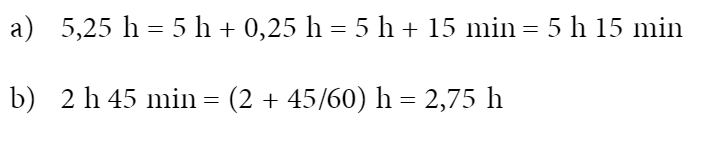 a) 5,25 h = 5 h + 0,25 h = 5 h + 15 min = 5 h 15 min
b) 2 h 45 min = (2 + 45/60) h = 2,75 h